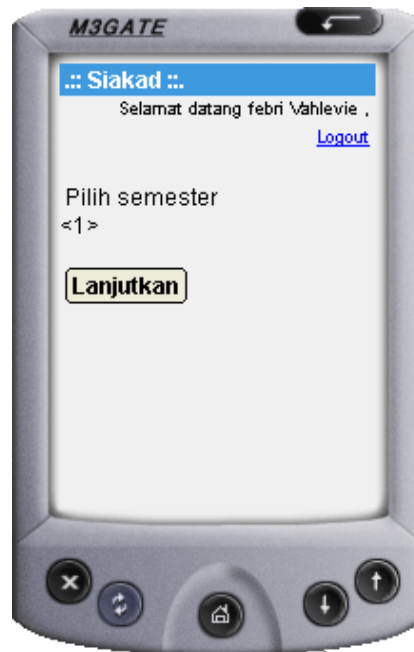 M3GATE
.:: Siakad ::.
Selamat datang febri Vahlevie ,
Logout
Pilih semester
<1>
Lanjutkan